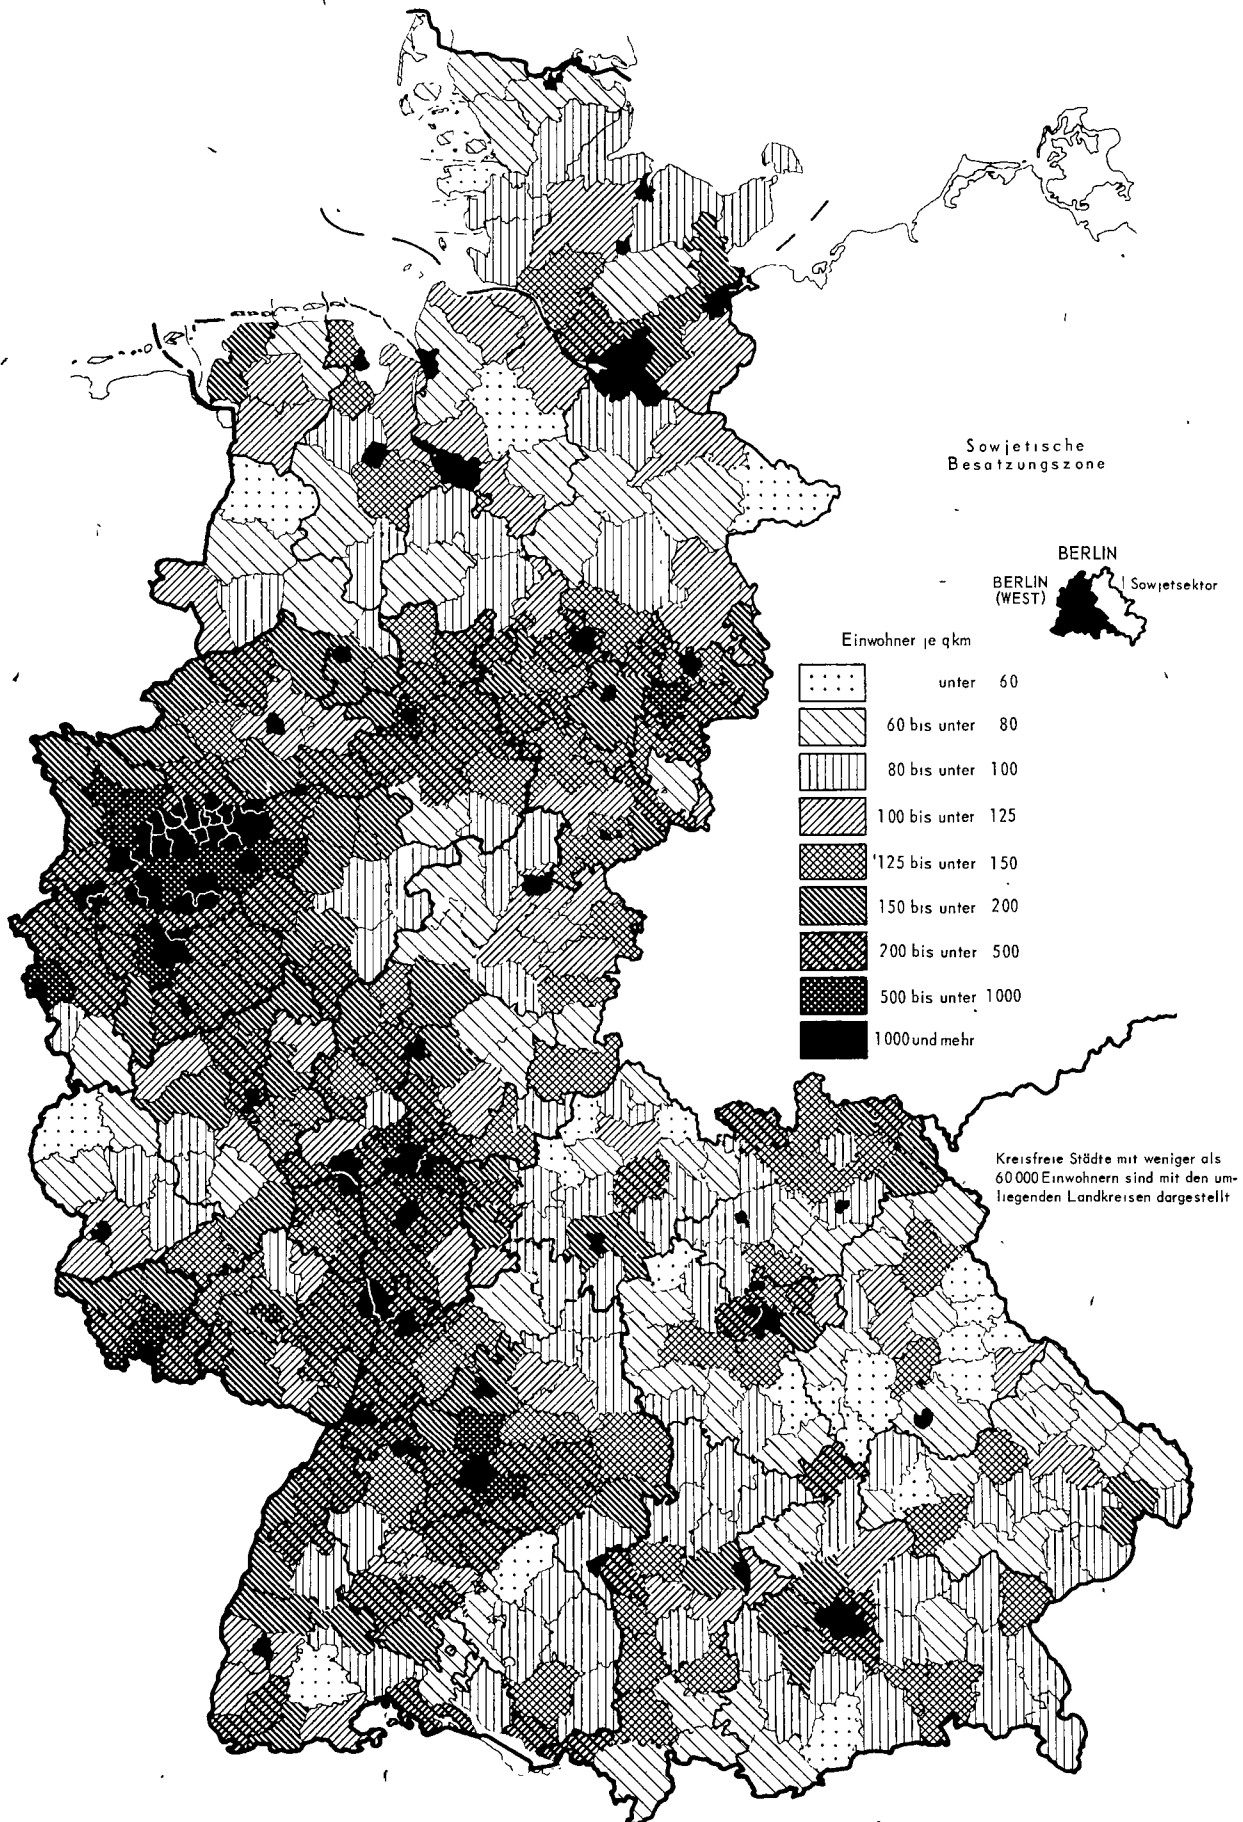 Sowjetische
Besatzungszone
BERLIN
BERLIN
(WEST)
Sowjetsektor
Einwohner je qkm
unter 60
60 bis unter 80
80 bis unter 100
100 bis unter 125
125 bis unter 150
150 bis unter 200
200 bis unter 500
500 bis unter 1000
1000 und mehr
Kreisfreie Städte mit weniger als
60 000 Einwohnern sind mit den um-
liegenden Landkreisen dargestellt